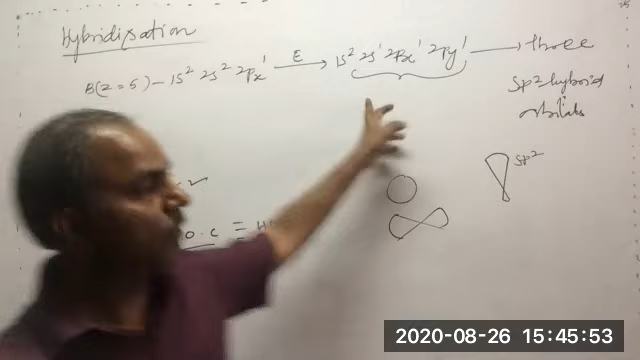 Hybridization
B(Z=5) – 1S² 2S² 2Px¹ —E→ 1S² 2S¹ 2Px¹ 2Py¹ ⟶ three
Sp² hybrid
orbitals
Sp²
O.C ≡ H
2020-08-26 15:45:53